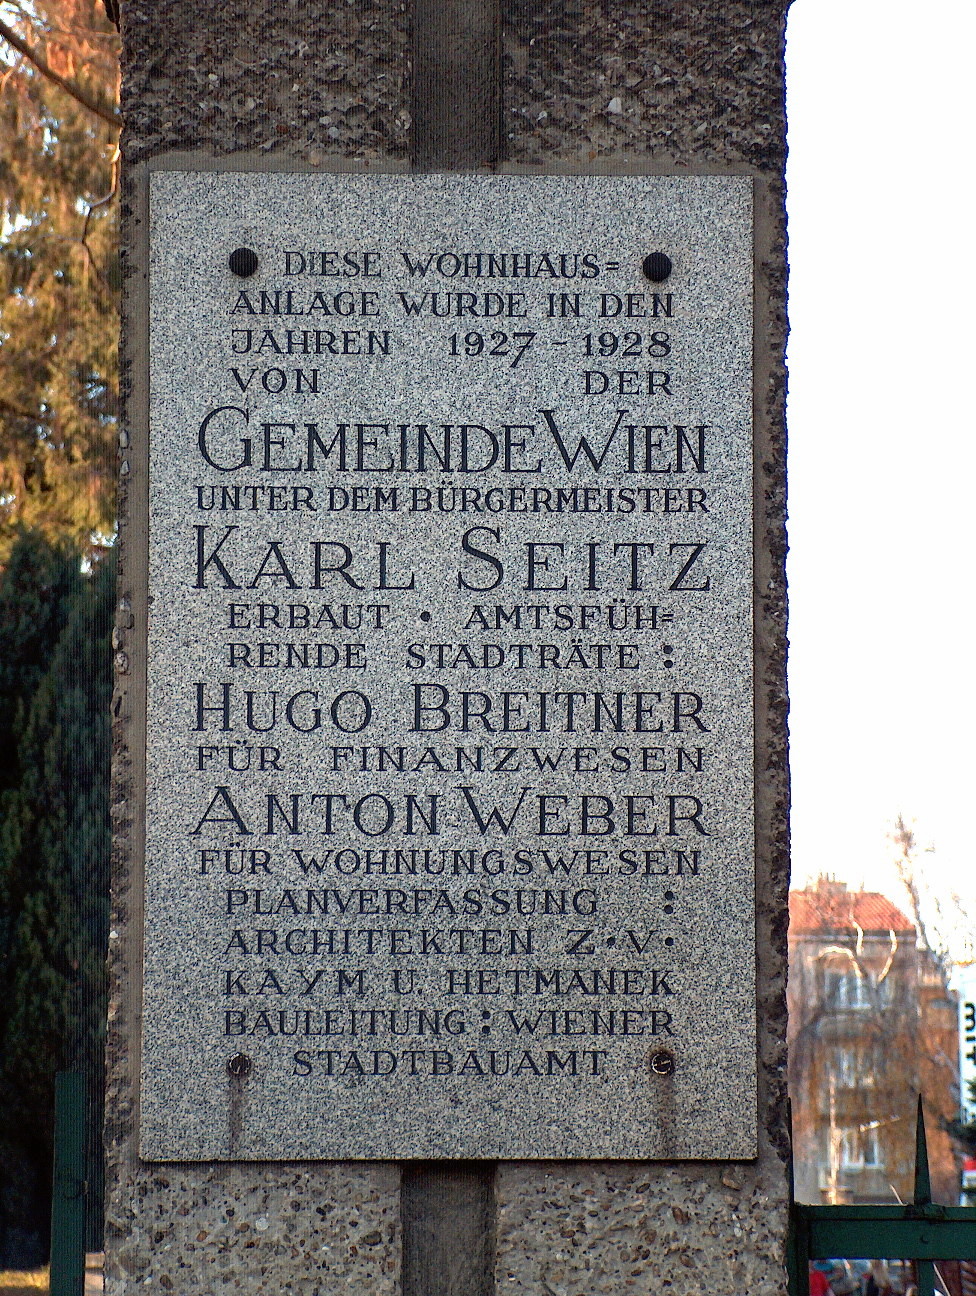 DIESE WOHNHAUS=
ANLAGE WURDE IN DEN
JAHREN 1927 - 1928
VON DER
GEMEINDE WIEN
UNTER DEM BÜRGERMEISTER
KARL SEITZ
ERBAUT • AMTSFÜH=
RENDE STADTRÄTE :
HUGO BREITNER
FÜR FINANZWESEN
ANTON WEBER
FÜR WOHNUNGSWESEN
PLANVERFASSUNG :
ARCHITEKTEN Z•V•
KAYM U. HETMANEK
BAULEITUNG : WIENER
STADTBAUAMT